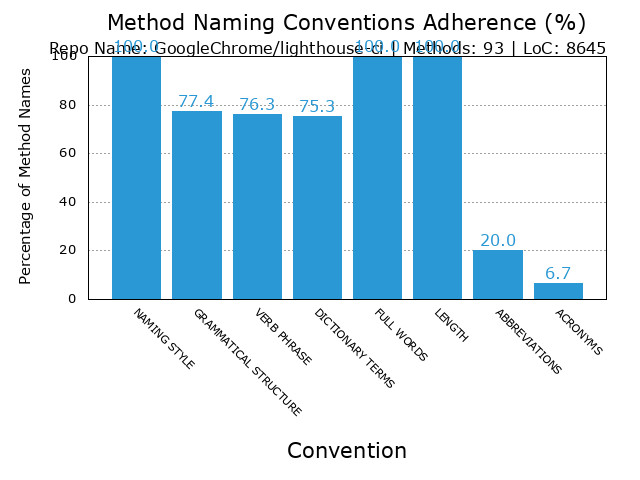 Method Naming Conventions Adherence (%)
Repo Name: GoogleChrome/lighthouse-ci | Methods: 93 | LoC: 8645
100.0
77.4
76.3
75.3
100.0
100.0
20.0
6.7
Percentage of Method Names
100
80
60
40
20
0
NAMING STYLE
GRAMMATICAL STRUCTURE
VERB PHRASE
DICTIONARY TERMS
FULL WORDS
LENGTH
ABBREVIATIONS
ACRONYMS
Convention